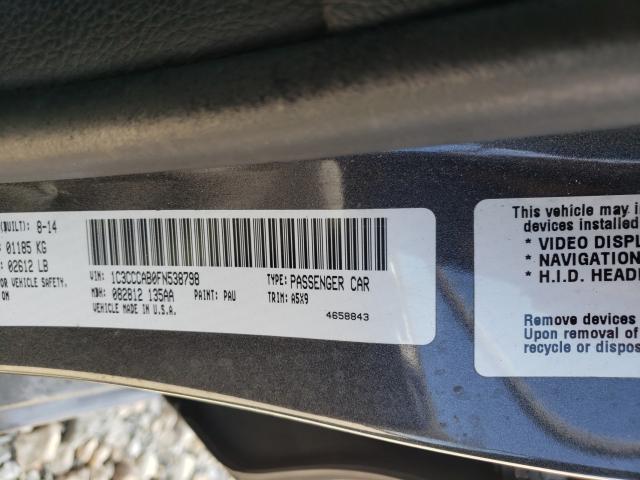 (BUILT): 8-14
: 01185 KG
: 02612 LB
OR VEHICLE SAFETY.
OM
VIN: 1C3CCCAB0FN538798
TYPE: PASSENGER CAR
MDH: 082812 135AA
PAINT: PAU
TRIM: A5X9
VEHICLE MADE IN U.S.A.
4658843
This vehicle may i
devices installed
* VIDEO DISPL
* NAVIGATION
* H.I.D. HEAD
Remove devices
Upon removal of
recycle or dispos